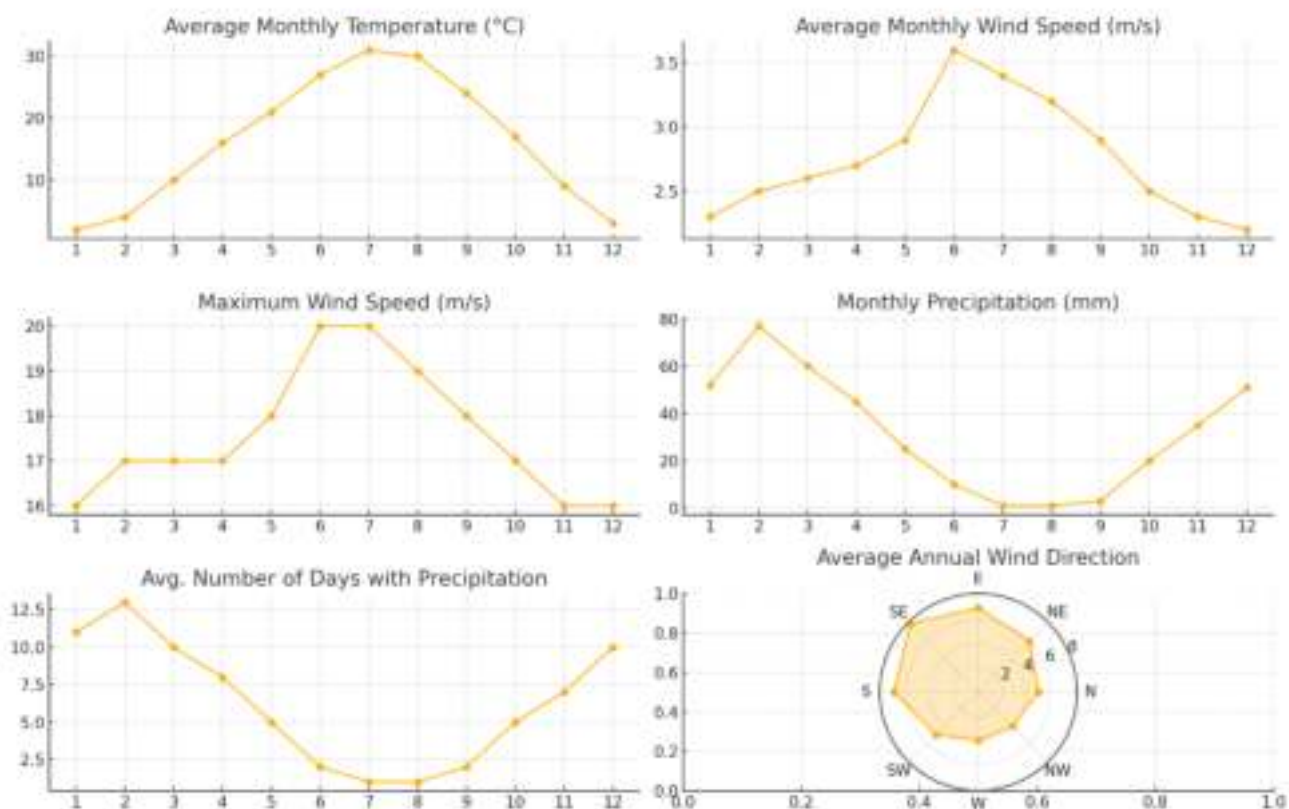 Average Monthly Temperature (°C)
30
20
10
1 2 3 4 5 6 7 8 9 10 11 12
Average Monthly Wind Speed (m/s)
3.5
3.0
2.5
1 2 3 4 5 6 7 8 9 10 11 12
Maximum Wind Speed (m/s)
20
19
18
17
16
1 2 3 4 5 6 7 8 9 10 11 12
Monthly Precipitation (mm)
80
60
40
20
0
1 2 3 4 5 6 7 8 9 10 11 12
Avg. Number of Days with Precipitation
12.5
10.0
7.5
5.0
2.5
1 2 3 4 5 6 7 8 9 10 11 12
Average Annual Wind Direction
1.0
0.8
0.6
0.4
0.2
0.0
0.0 0.2 0.4 0.6 0.8 1.0
E
SE NE
8
6
4
2
S N
SW NW
W